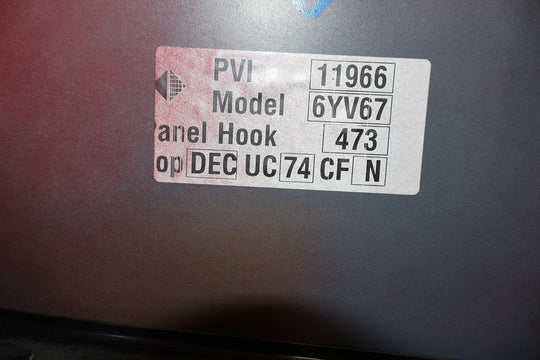 PVI 11966
Model 6YV67
anel Hook 473
op DEC UC 74 CF N